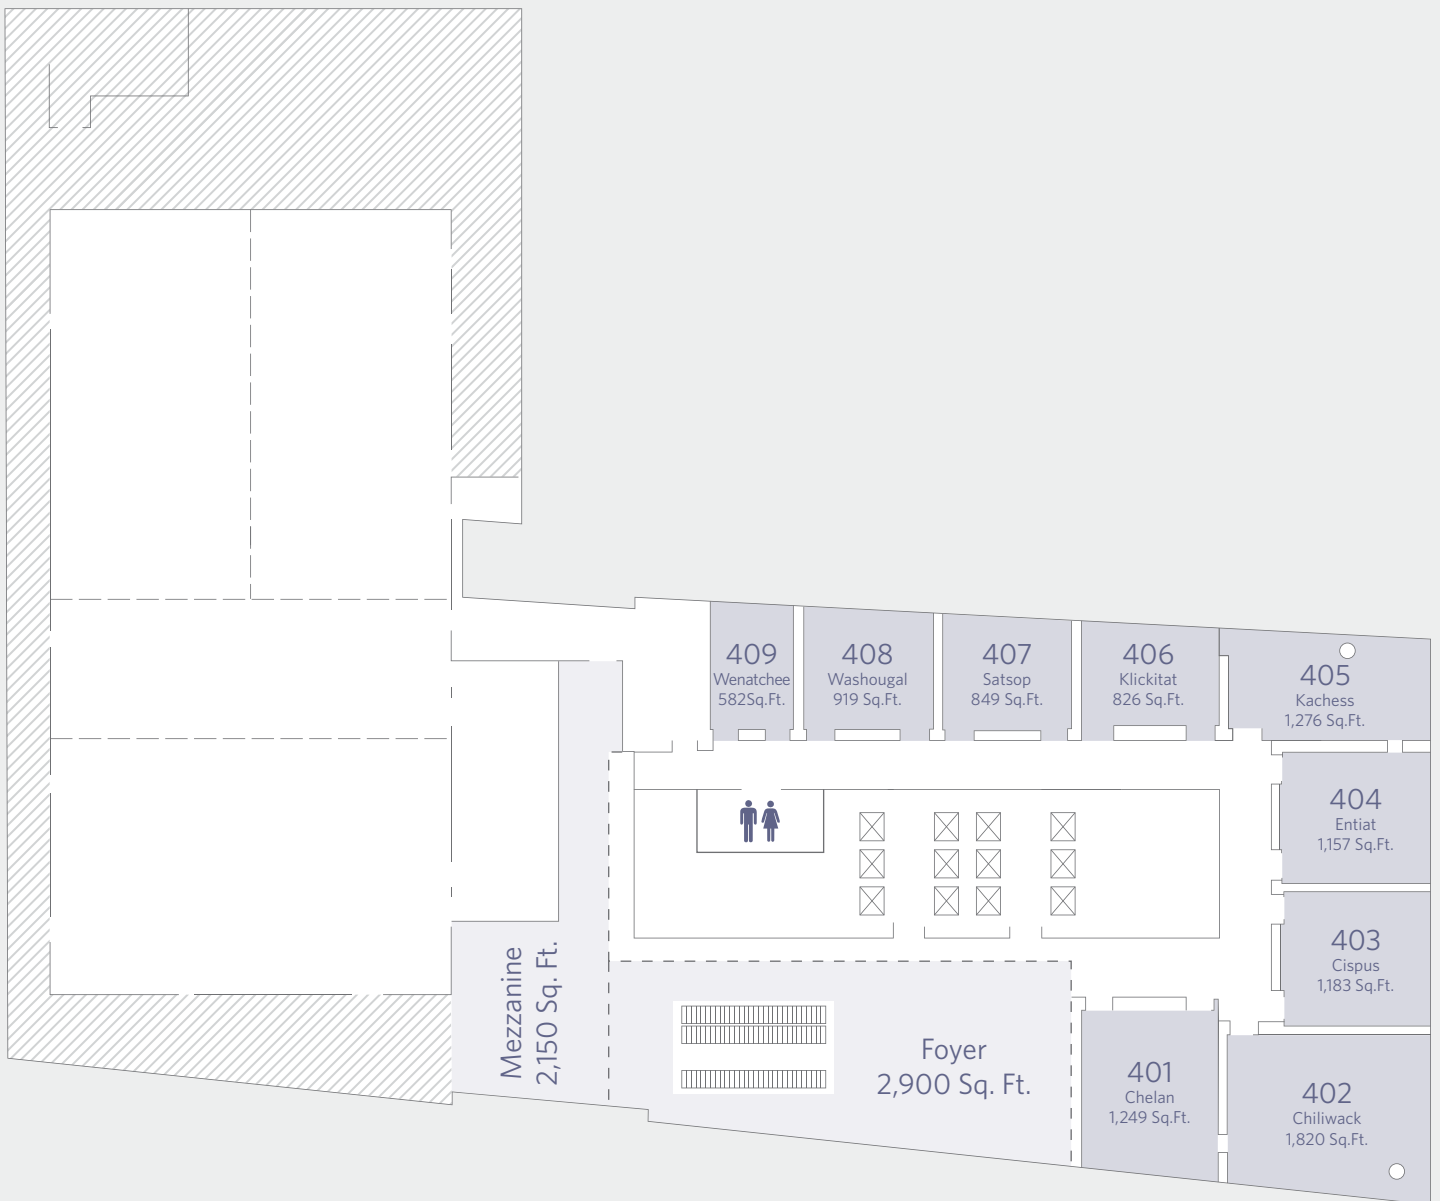 409
Wenatchee
582Sq.Ft.
408
Washougal
919 Sq.Ft.
407
Satsop
849 Sq.Ft.
406
Klickitat
826 Sq.Ft.
405
Kachess
1,276 Sq.Ft.
404
Entiat
1,157 Sq.Ft.
403
Cispus
1,183 Sq.Ft.
Mezzanine
2,150 Sq. Ft.
Foyer
2,900 Sq. Ft.
401
Chelan
1,249 Sq.Ft.
402
Chiliwack
1,820 Sq.Ft.